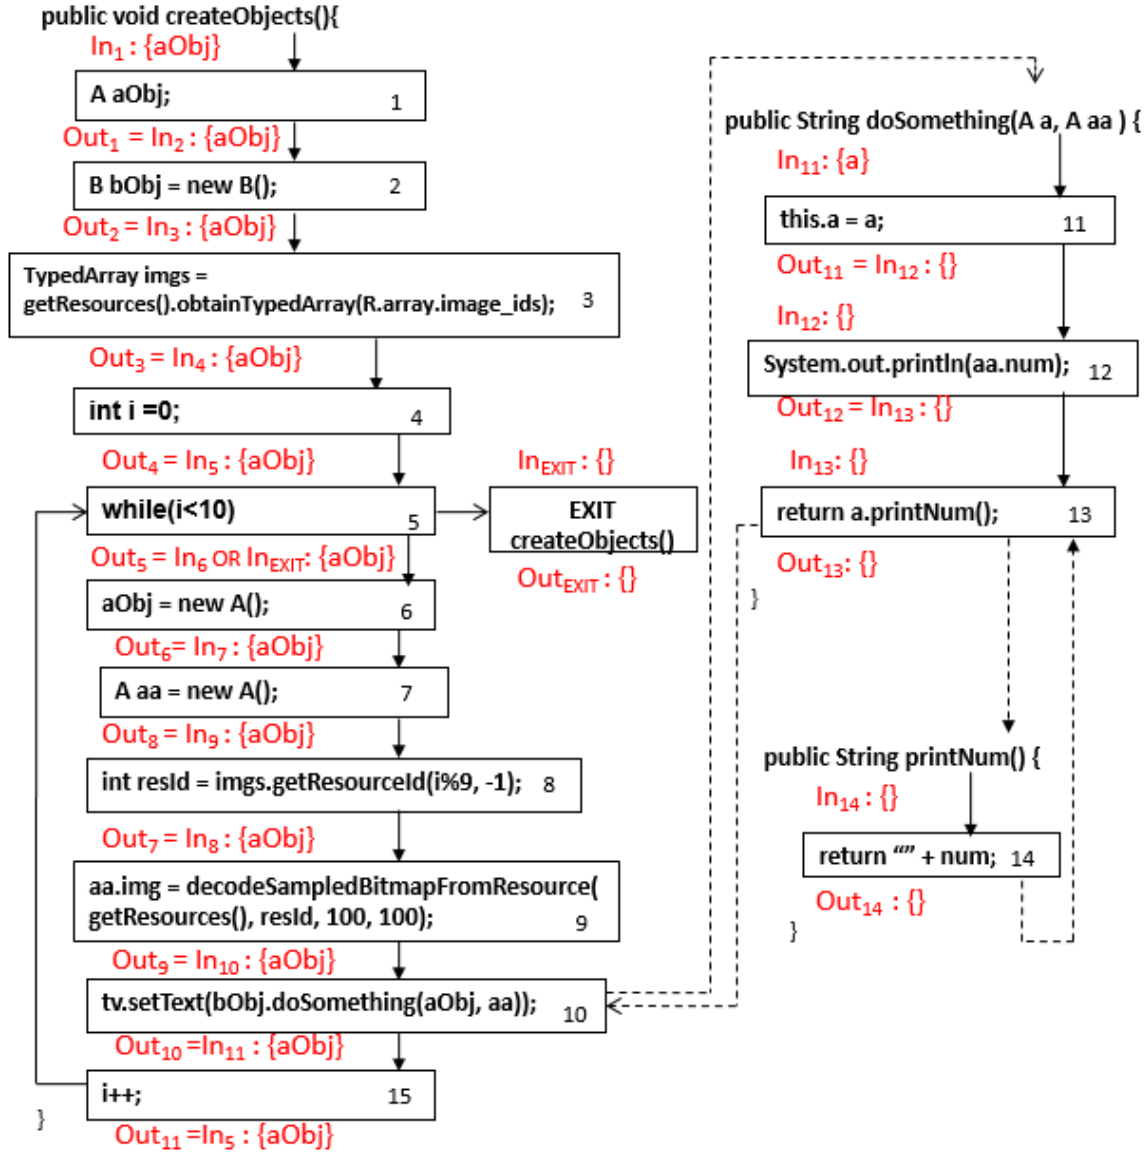 public void createObjects(){
In1 : {aObj}
A aObj; 1
Out1 = In2 : {aObj}
B bObj = new B(); 2
Out2 = In3 : {aObj}
TypedArray imgs =
getResources().obtainTypedArray(R.array.image_ids); 3
Out3 = In4 : {aObj}
int i =0; 4
Out4 = In5 : {aObj}
while(i<10) 5
Out5 = In6 OR InEXIT: {aObj}
aObj = new A(); 6
Out6= In7 : {aObj}
A aa = new A(); 7
Out8 = In9 : {aObj}
int resId = imgs.getResourceId(i%9, -1); 8
Out7 = In8 : {aObj}
aa.img = decodeSampledBitmapFromResource(
getResources(), resId, 100, 100); 9
Out9 = In10 : {aObj}
tv.setText(bObj.doSomething(aObj, aa)); 10
Out10 =In11 : {aObj}
i++; 15
}
Out11 =In5 : {aObj}
InEXIT : {}
EXIT
createObjects()
OutEXIT : {}
public String doSomething(A a, A aa ) {
In11: {a}
this.a = a; 11
Out11 = In12 : {}
In12: {}
System.out.println(aa.num); 12
Out12 = In13 : {}
In13: {}
return a.printNum(); 13
Out13: {}
}
public String printNum() {
In14 : {}
return “” + num; 14
Out14 : {}
}